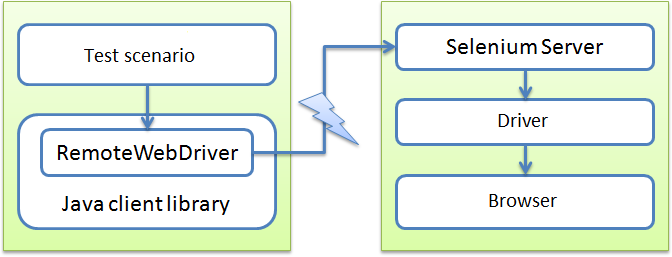 Test scenario
RemoteWebDriver
Java client library
Selenium Server
Driver
Browser